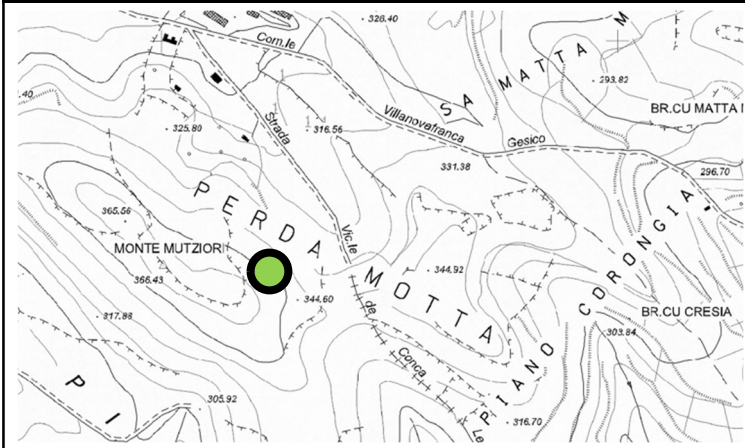 328.40
Com.le
SA MATTA M
293.82
.40
BR.CU MATTA
325.80
Strada
316.56
Villanovafranca
Gesico
331.38
296.70
PERDA MOTTA
365.56
MONTE MUTZIORI
Vic.le
366.43
344.92
344.60
PIANO CORONGIA
317.86
de
BR.CU CRESIA
303.84
Conca
PI
305.92
Le
316.70